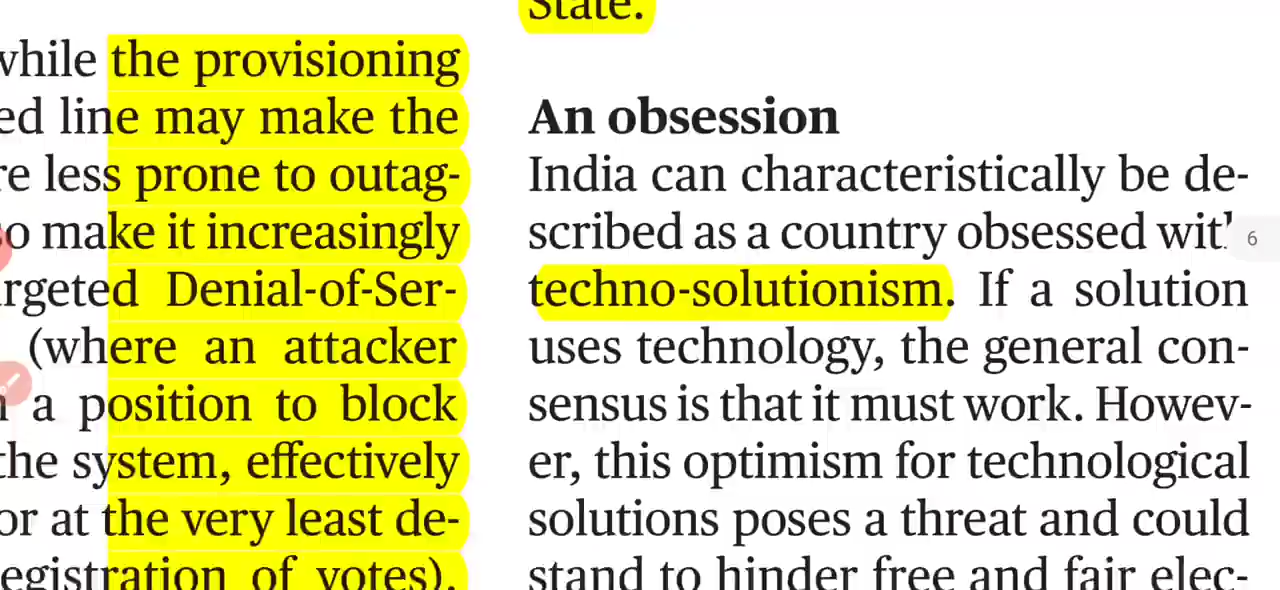 while the provisioning
ed line may make the
re less prone to outag-
so make it increasingly
rgeted Denial-of-Ser-
(where an attacker
a position to block
the system, effectively
or at the very least de-
egistration of votes).
State.
An obsession
India can characteristically be de-
scribed as a country obsessed with
techno-solutionism. If a solution
uses technology, the general con-
sensus is that it must work. Howev-
er, this optimism for technological
solutions poses a threat and could
stand to hinder free and fair elec-
6